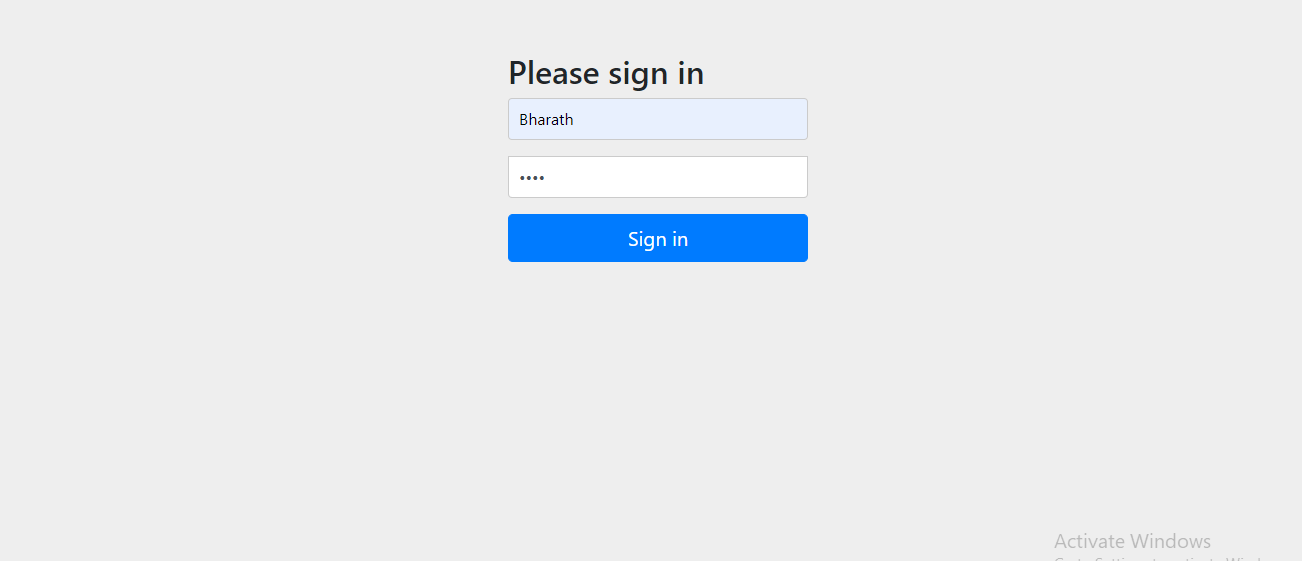 Please sign in
Bharath
••••
Sign in
Activate Windows